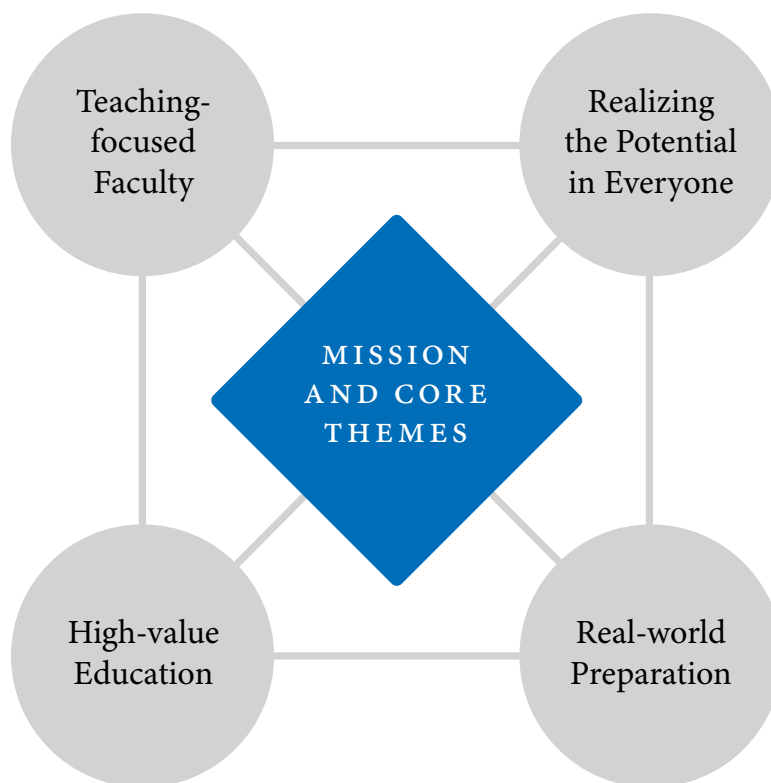 Teaching-
focused
Faculty
Realizing
the Potential
in Everyone
MISSION
AND CORE
THEMES
High-value
Education
Real-world
Preparation